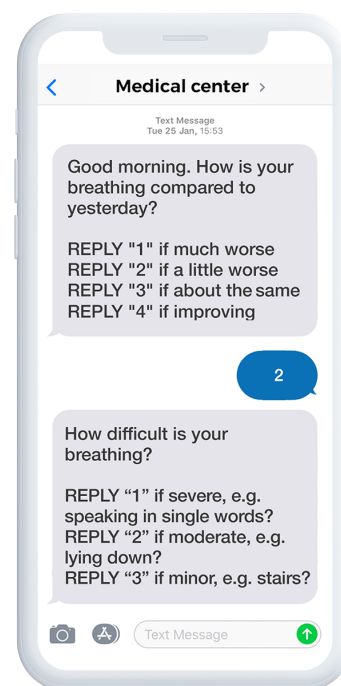 Medical center
Text Message
Tue 25 Jan, 15:53
Good morning. How is your
breathing compared to
yesterday?
REPLY "1" if much worse
REPLY "2" if a little worse
REPLY "3" if about the same
REPLY "4" if improving
2
How difficult is your
breathing?
REPLY “1” if severe, e.g.
speaking in single words?
REPLY “2” if moderate, e.g.
lying down?
REPLY “3” if minor, e.g. stairs?
Text Message